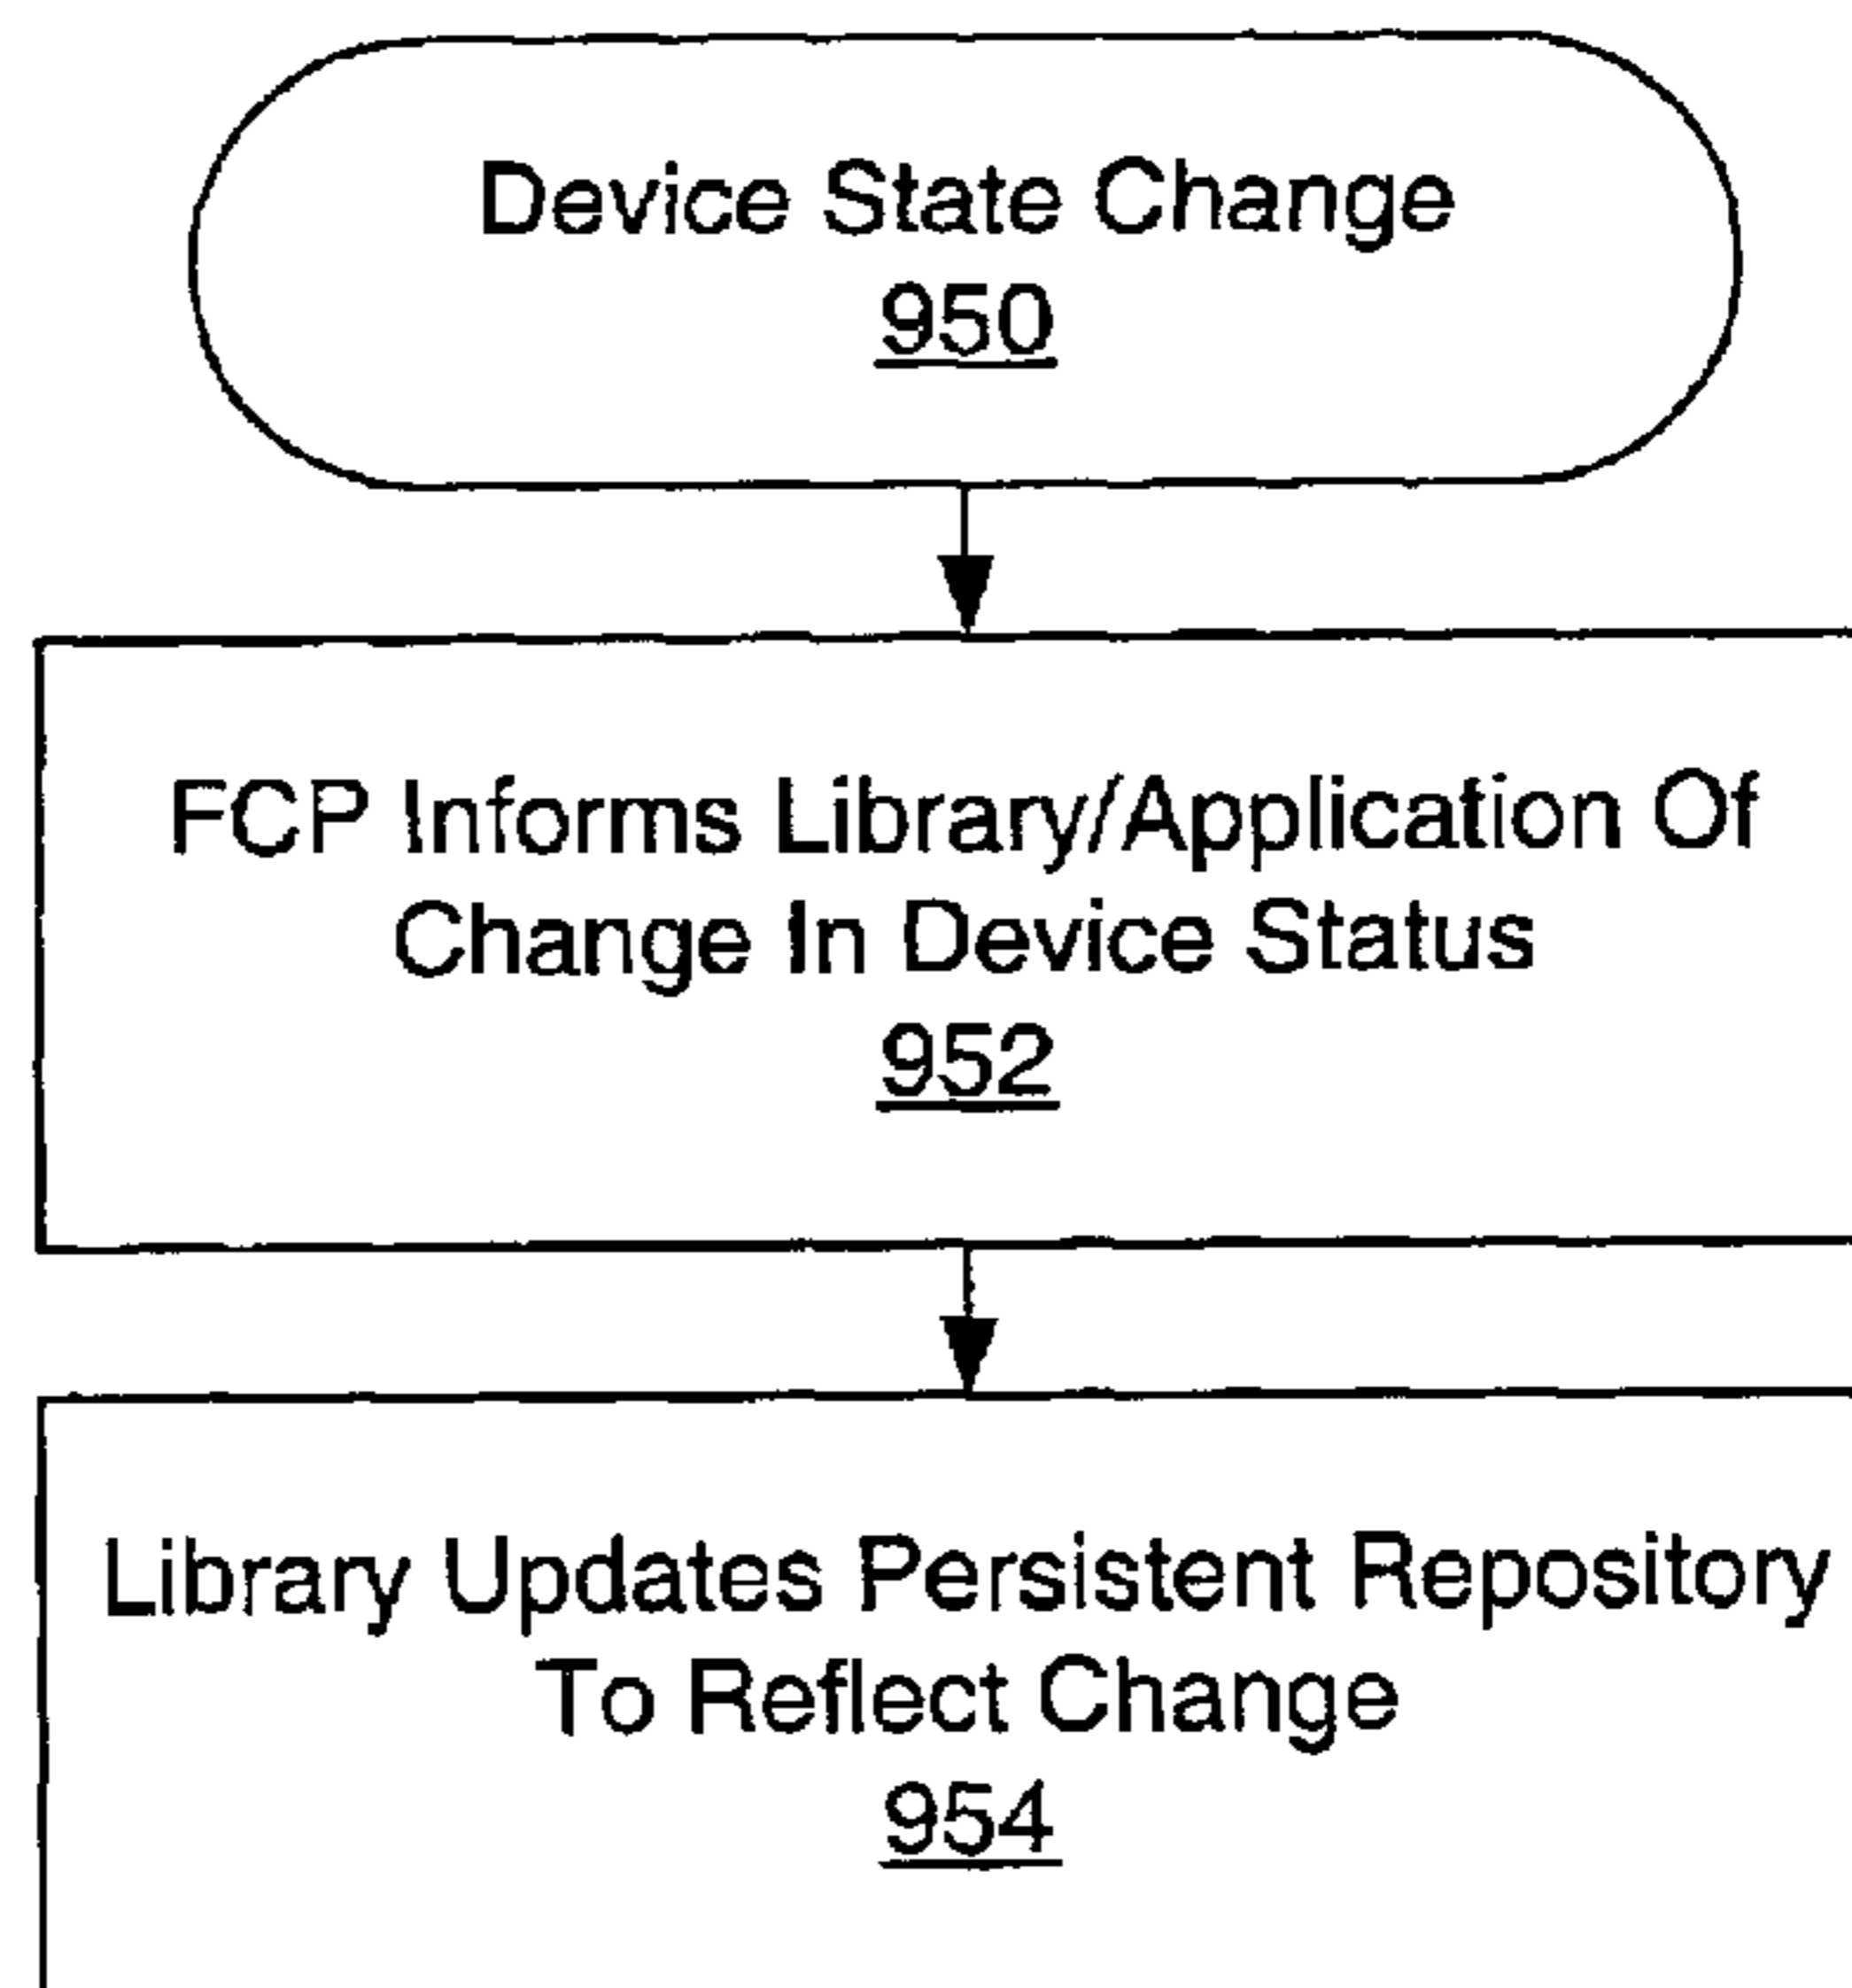 Device State Change
950
FCP Informs Library/Application Of
Change In Device Status
952
Library Updates Persistent Repository
To Reflect Change
954